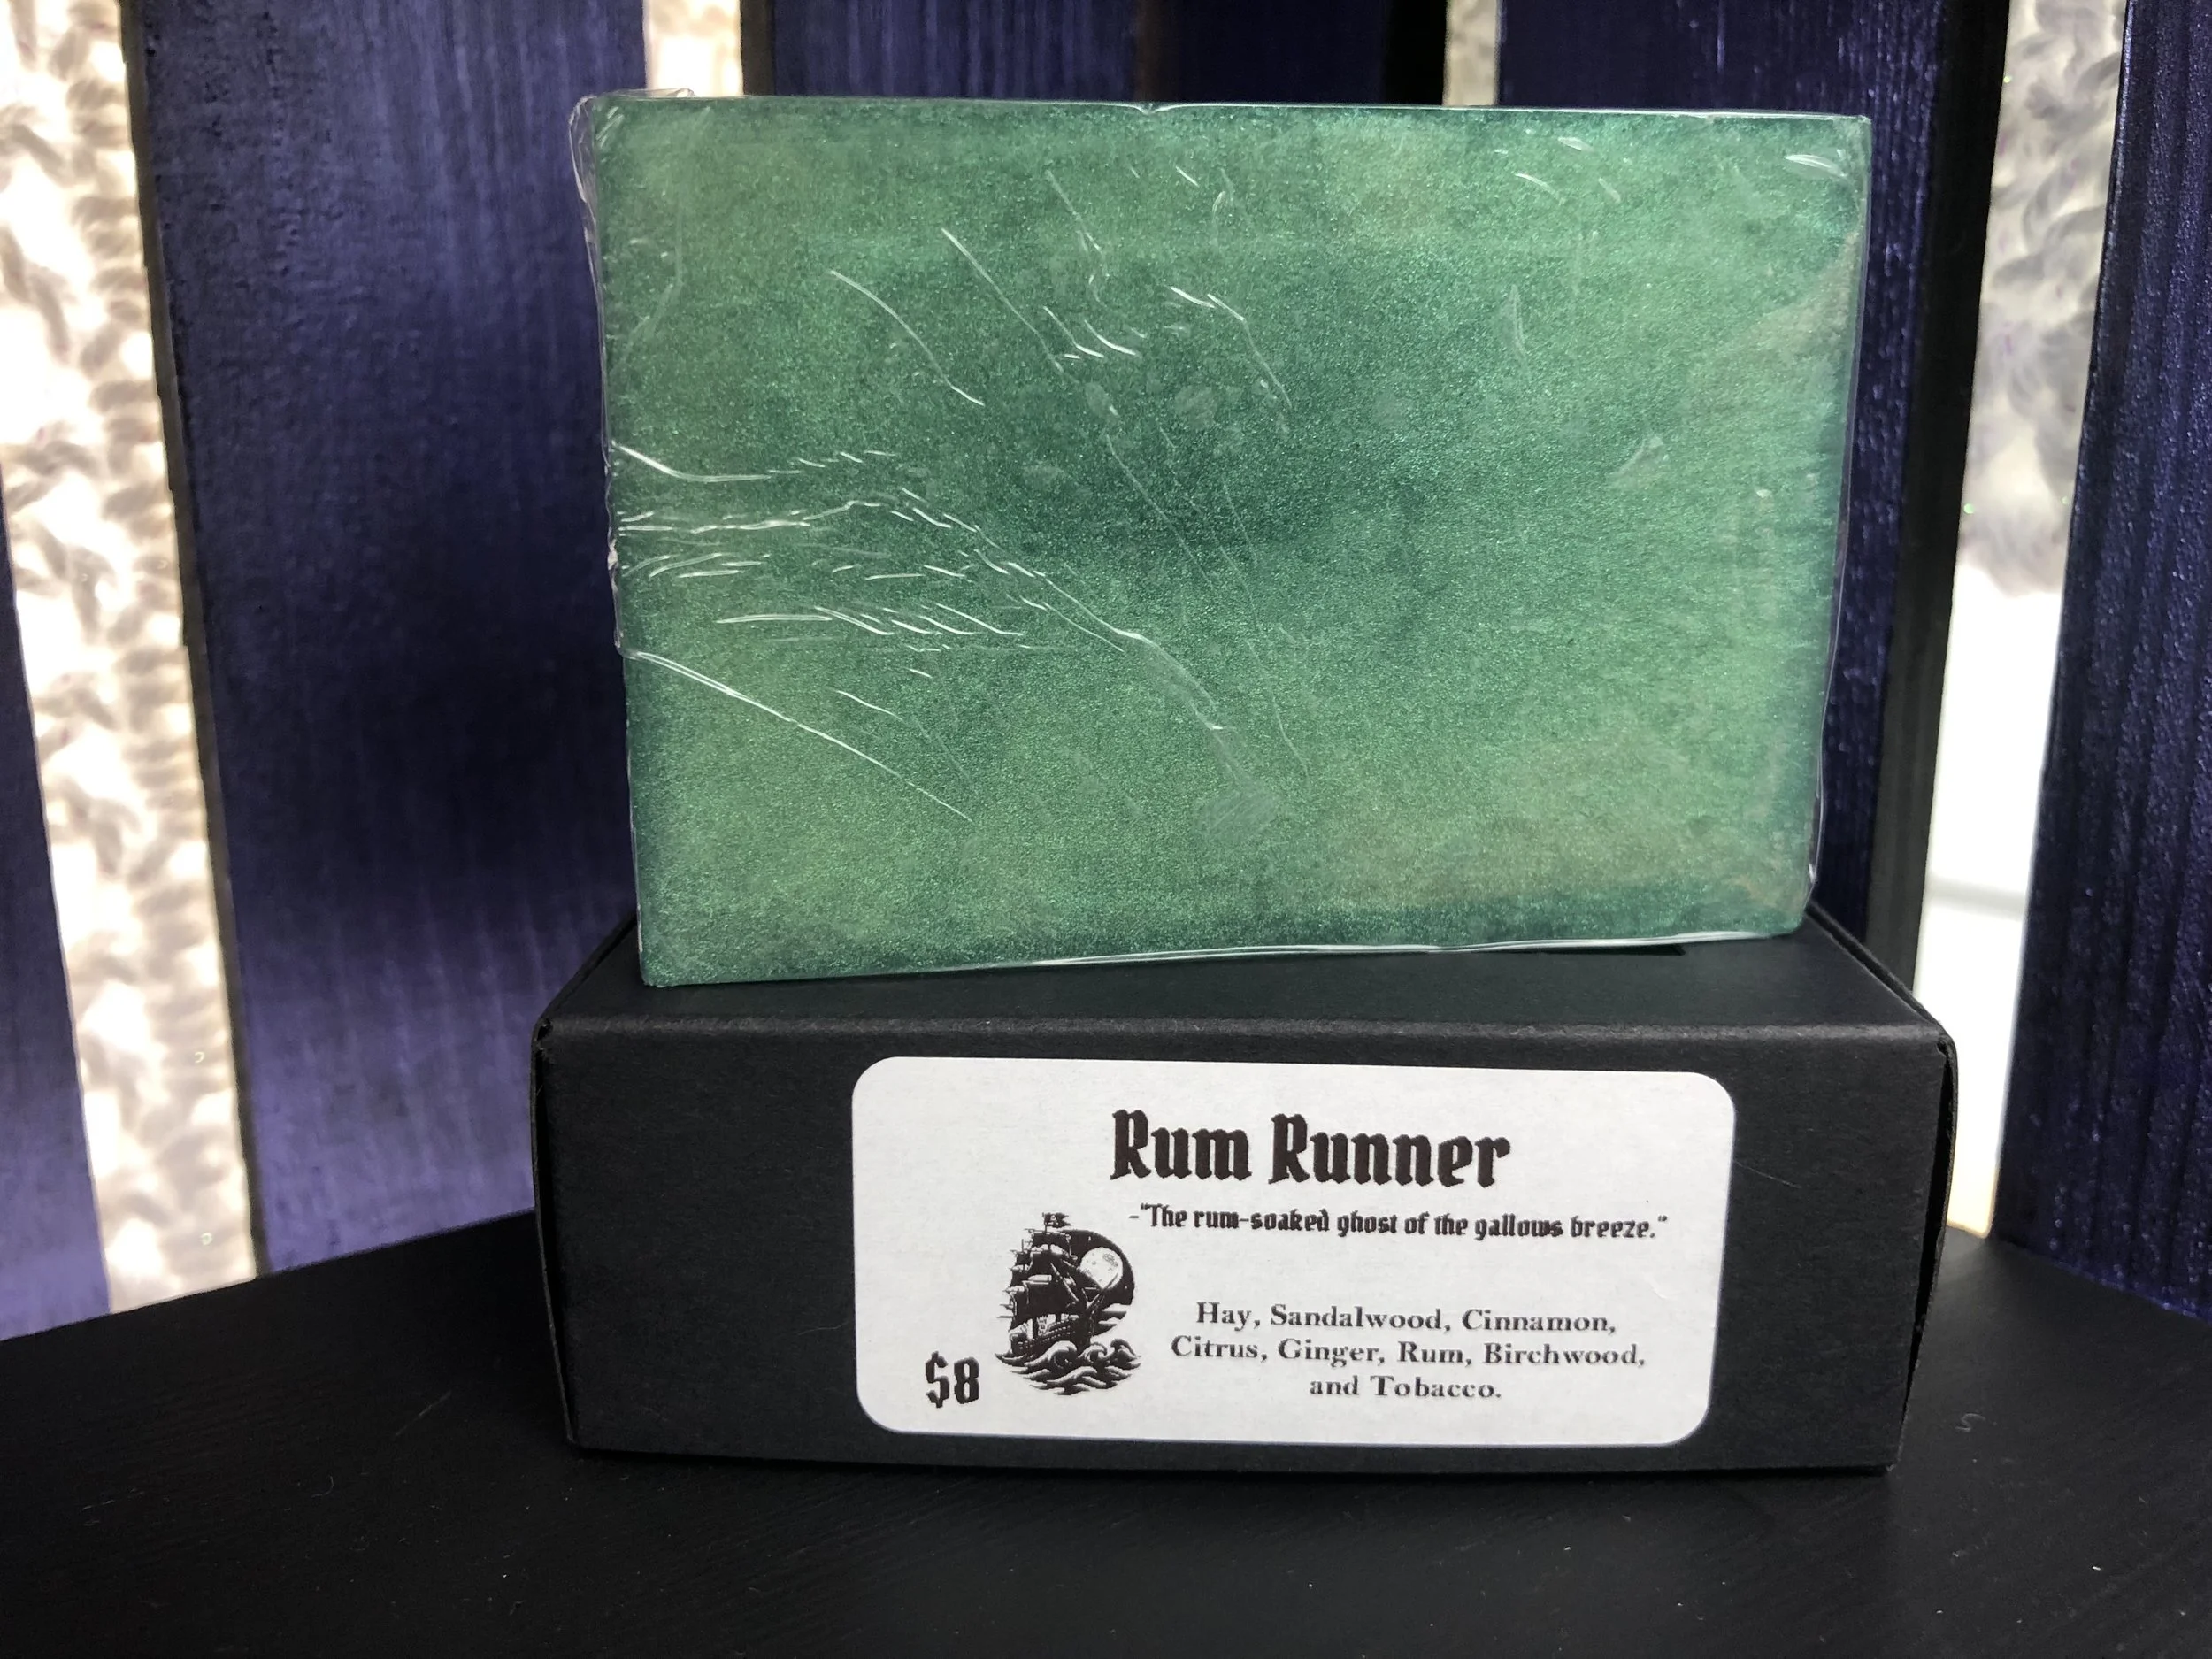 Rum Runner
-"The rum-soaked ghost of the gallows breeze."
Hay, Sandalwood, Cinnamon,
Citrus, Ginger, Rum, Birchwood,
and Tobacco.
$8